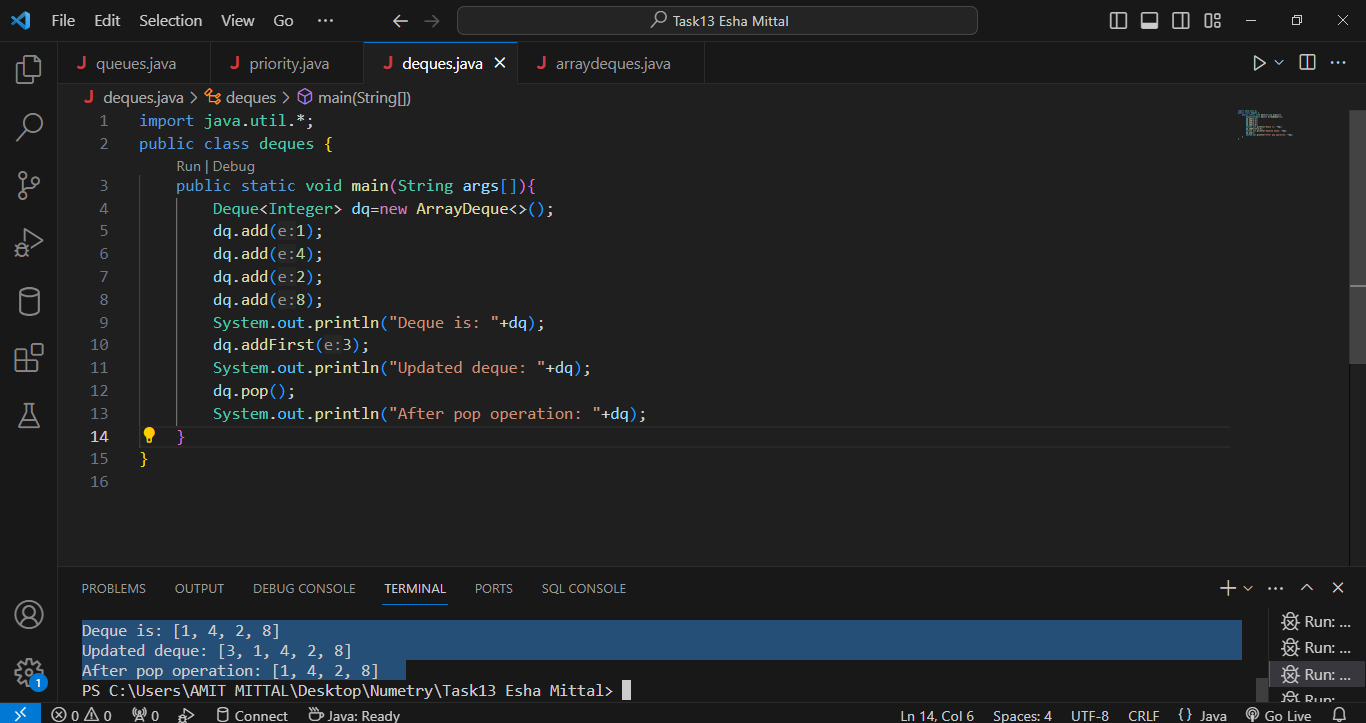 File Edit Selection View Go ··· Task13 Esha Mittal
J queues.java J priority.java J deques.java J arraydeques.java
J deques.java > deques > main(String[])
1 import java.util.*;
2 public class deques {
Run | Debug
3 public static void main(String args[]){
4 Deque<Integer> dq=new ArrayDeque<>();
5 dq.add(e:1);
6 dq.add(e:4);
7 dq.add(e:2);
8 dq.add(e:8);
9 System.out.println("Deque is: "+dq);
10 dq.addFirst(e:3);
11 System.out.println("Updated deque: "+dq);
12 dq.pop();
13 System.out.println("After pop operation: "+dq);
14 }
15 }
16
PROBLEMS OUTPUT DEBUG CONSOLE TERMINAL PORTS SQL CONSOLE
Deque is: [1, 4, 2, 8]
Updated deque: [3, 1, 4, 2, 8]
After pop operation: [1, 4, 2, 8]
PS C:\Users\AMIT MITTAL\Desktop\Numetry\Task13 Esha Mittal>
Run: ...
Run: ...
Run: ...
Run: ...
1
0 0 0 Connect Java: Ready Ln 14, Col 6 Spaces: 4 UTF-8 CRLF {} Java Go Live